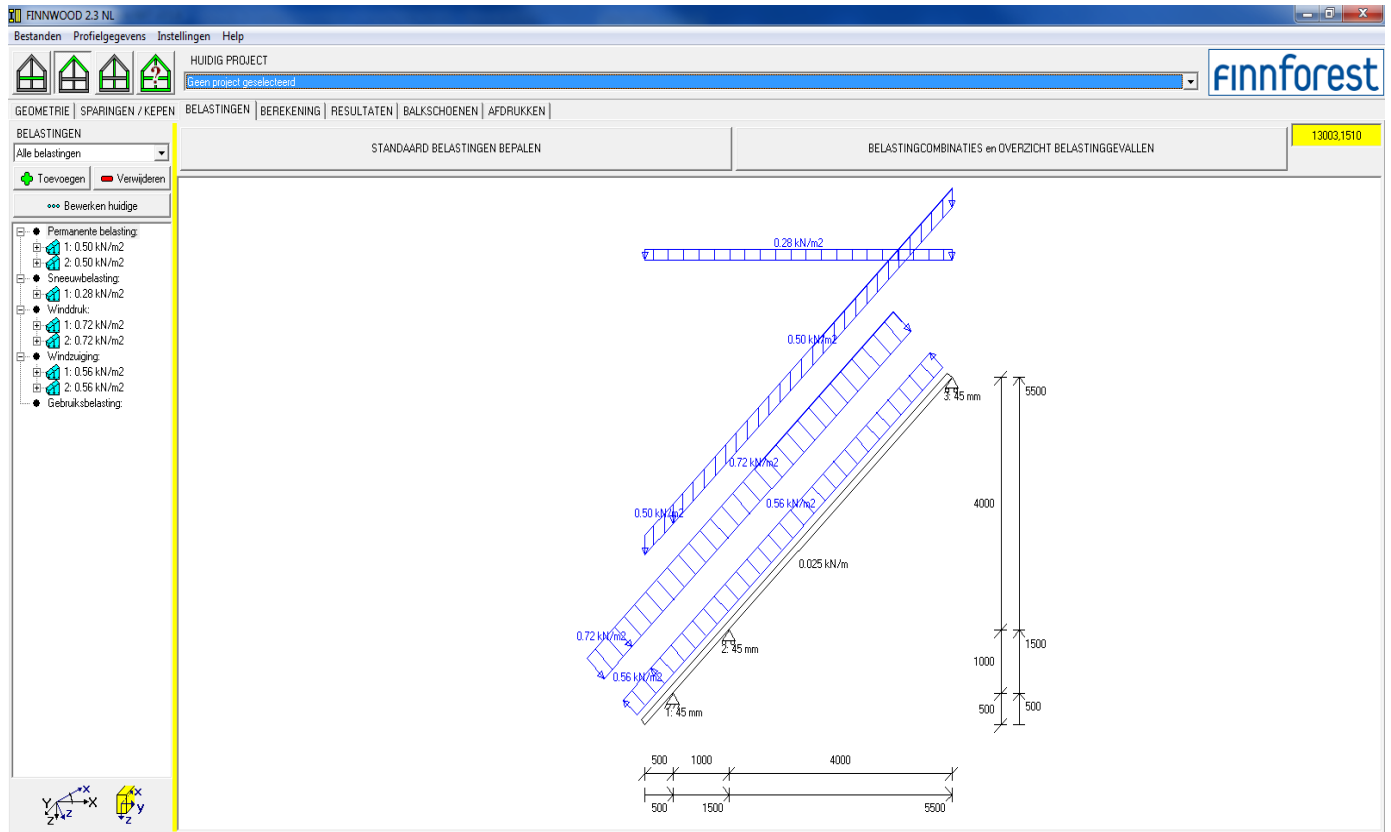 FINNWOOD 2.3 NL
Bestanden Profielgegevens Instellingen Help
HUIDIG PROJECT
Geen project geselecteerd
Finnforest
GEOMETRIE SPARINGEN / KEPEN BELASTINGEN BEREKENING RESULTATEN BALKSCHOENEN AFDRUKKEN
BELASTINGEN
Alle belastingen
Toevoegen Verwijderen
Bewerken huidige
STANDAARD BELASTINGEN BEPALEN
BELASTINGCOMBINATIES en OVERZICHT BELASTINGGEVALLEN
13003,1510
Permanente belasting:
1: 0.50 kN/m2
2: 0.50 kN/m2
Sneeuwbelasting:
1: 0.28 kN/m2
Winddruk:
1: 0.72 kN/m2
2: 0.72 kN/m2
Windzuiging:
1: 0.56 kN/m2
2: 0.56 kN/m2
Gebruiksbelasting:
X
Y X
Z Z
X
y
z
0.28 kN/m2
0.50 kN/m2
0.72 kN/m2
0.50 kN/m2
0.56 kN/m2
0.025 kN/m
0.72 kN/m2
0.56 kN/m2
3: 45 mm
2: 45 mm
1: 45 mm
5500
4000
1500
1000
500 500
500 1000 4000
500 1500 5500